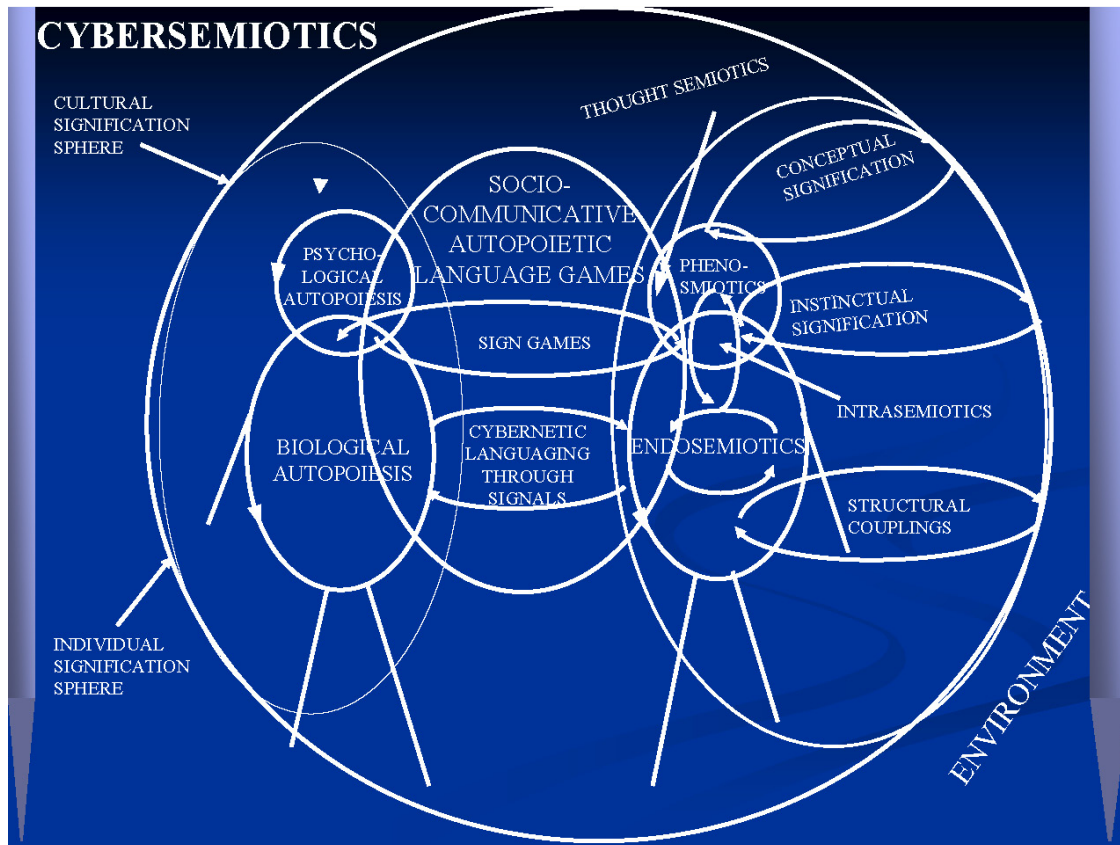 CYBERSEMIOTICS
CULTURAL
SIGNIFICATION
SPHERE
THOUGHT SEMIOTICS
CONCEPTUAL
SIGNIFICATION
SOCIO-
COMMUNICATIVE
AUTOPOIETIC
LANGUAGE GAMES
PSYCHO-
LOGICAL
AUTOPOIESIS
PHENO-
SMIOTICS
INSTINCTUAL
SIGNIFICATION
SIGN GAMES
INTRASEMIOTICS
BIOLOGICAL
AUTOPOIESIS
CYBERNETIC
LANGUAGING
THROUGH
SIGNALS
ENDOSEMIOTICS
STRUCTURAL
COUPLINGS
INDIVIDUAL
SIGNIFICATION
SPHERE
ENVIRONMENT